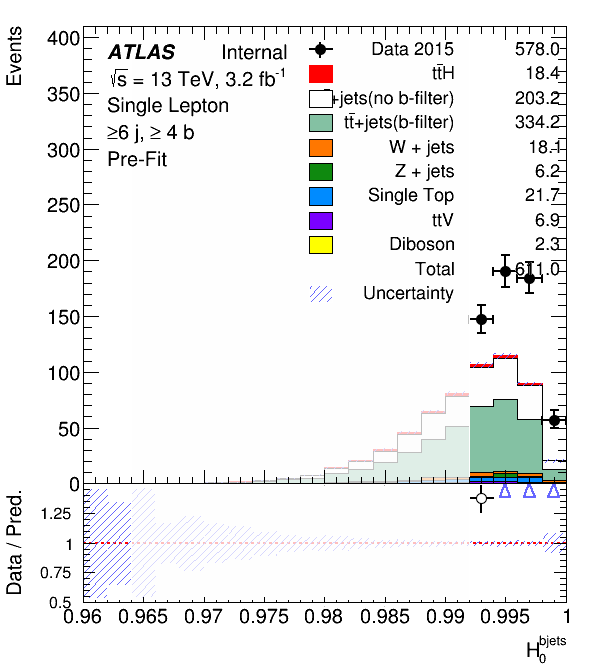 Events
400
350
300
250
200
150
100
50
0
ATLAS Internal
√s = 13 TeV, 3.2 fb⁻¹
Single Lepton
≥6 j, ≥ 4 b
Pre-Fit
Data 2015 578.0
tt̄H 18.4
+jets(no b-filter) 203.2
tt̄+jets(b-filter) 334.2
W + jets 18.1
Z + jets 6.2
Single Top 21.7
ttV 6.9
Diboson 2.3
Total 611.0
Uncertainty
Data / Pred.
1.25
1
0.75
0.5
0.96 0.965 0.97 0.975 0.98 0.985 0.99 0.995 1
H₀ᵇʲᵉᵗˢ